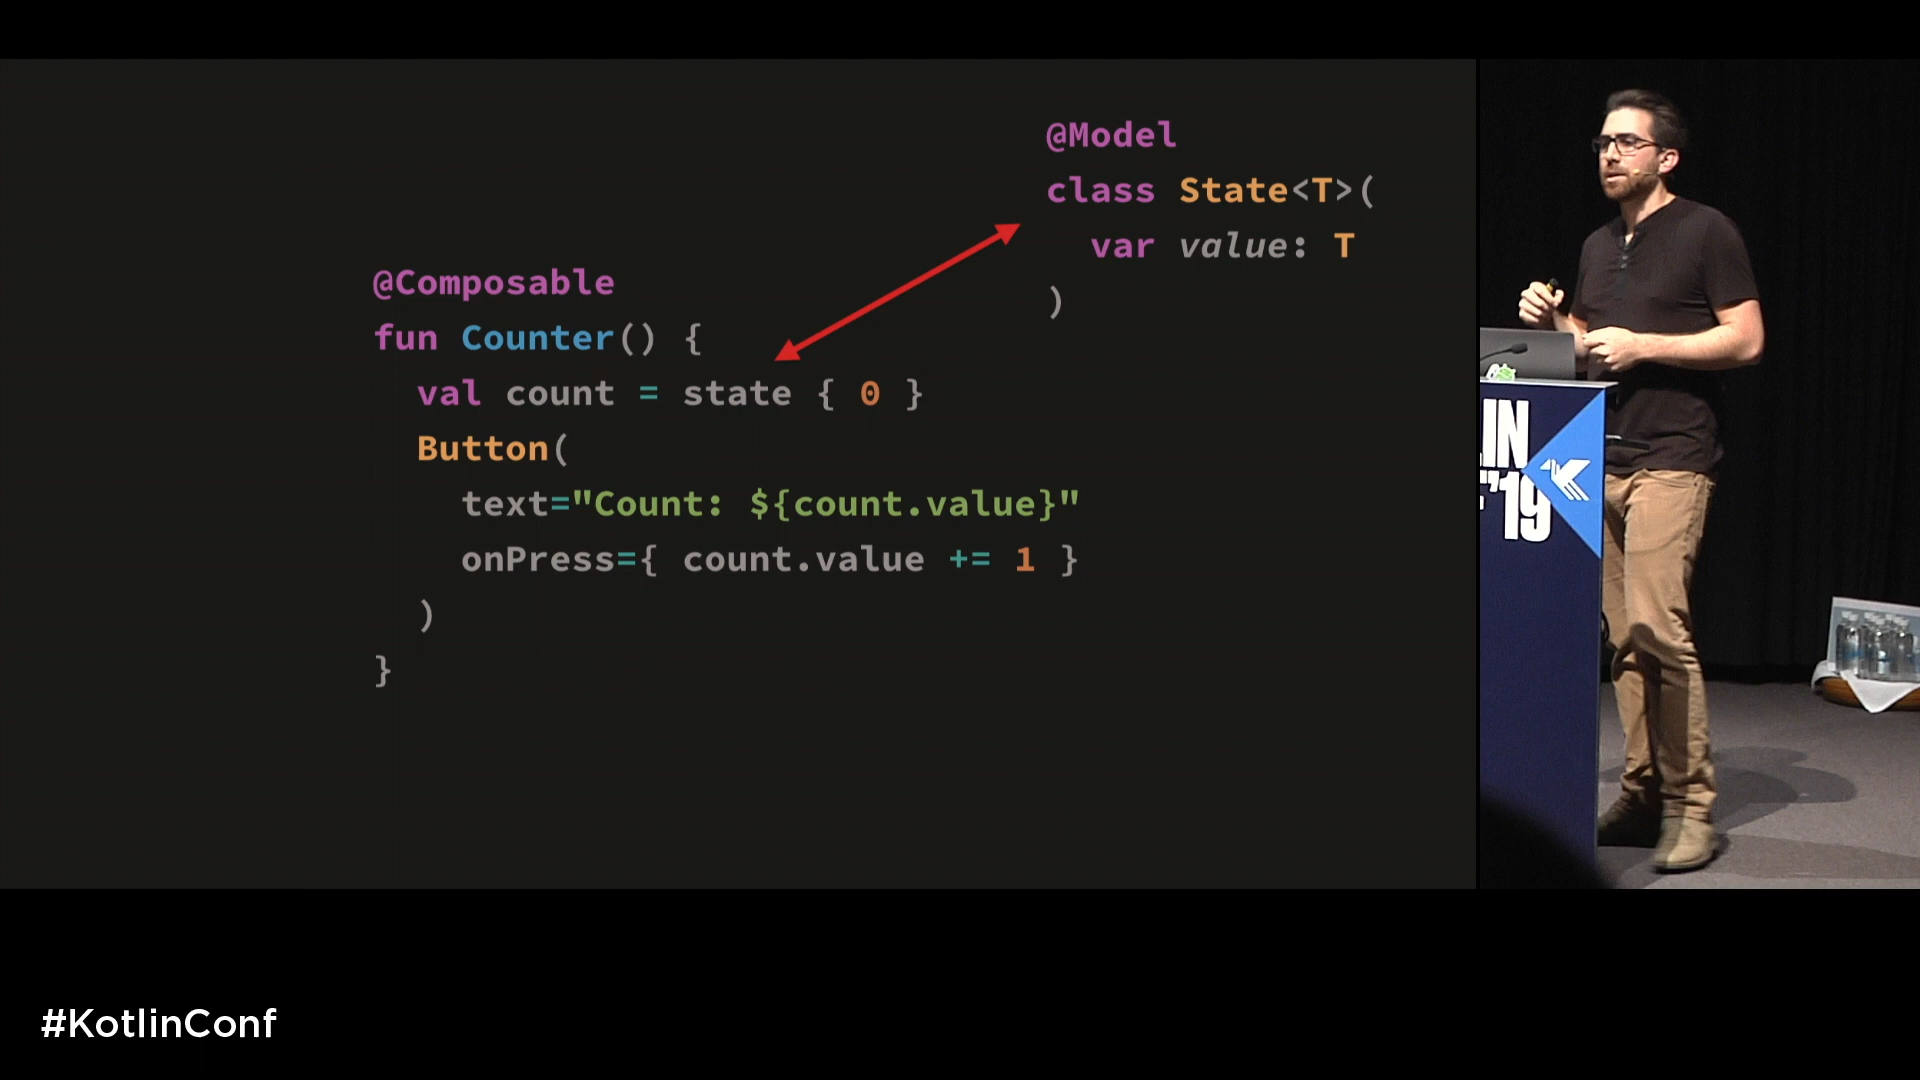 @Model
class State<T>(
var value: T
)
@Composable
fun Counter() {
val count = state { 0 }
Button(
text="Count: ${count.value}"
onPress={ count.value += 1 }
)
}
#KotlinConf
'19